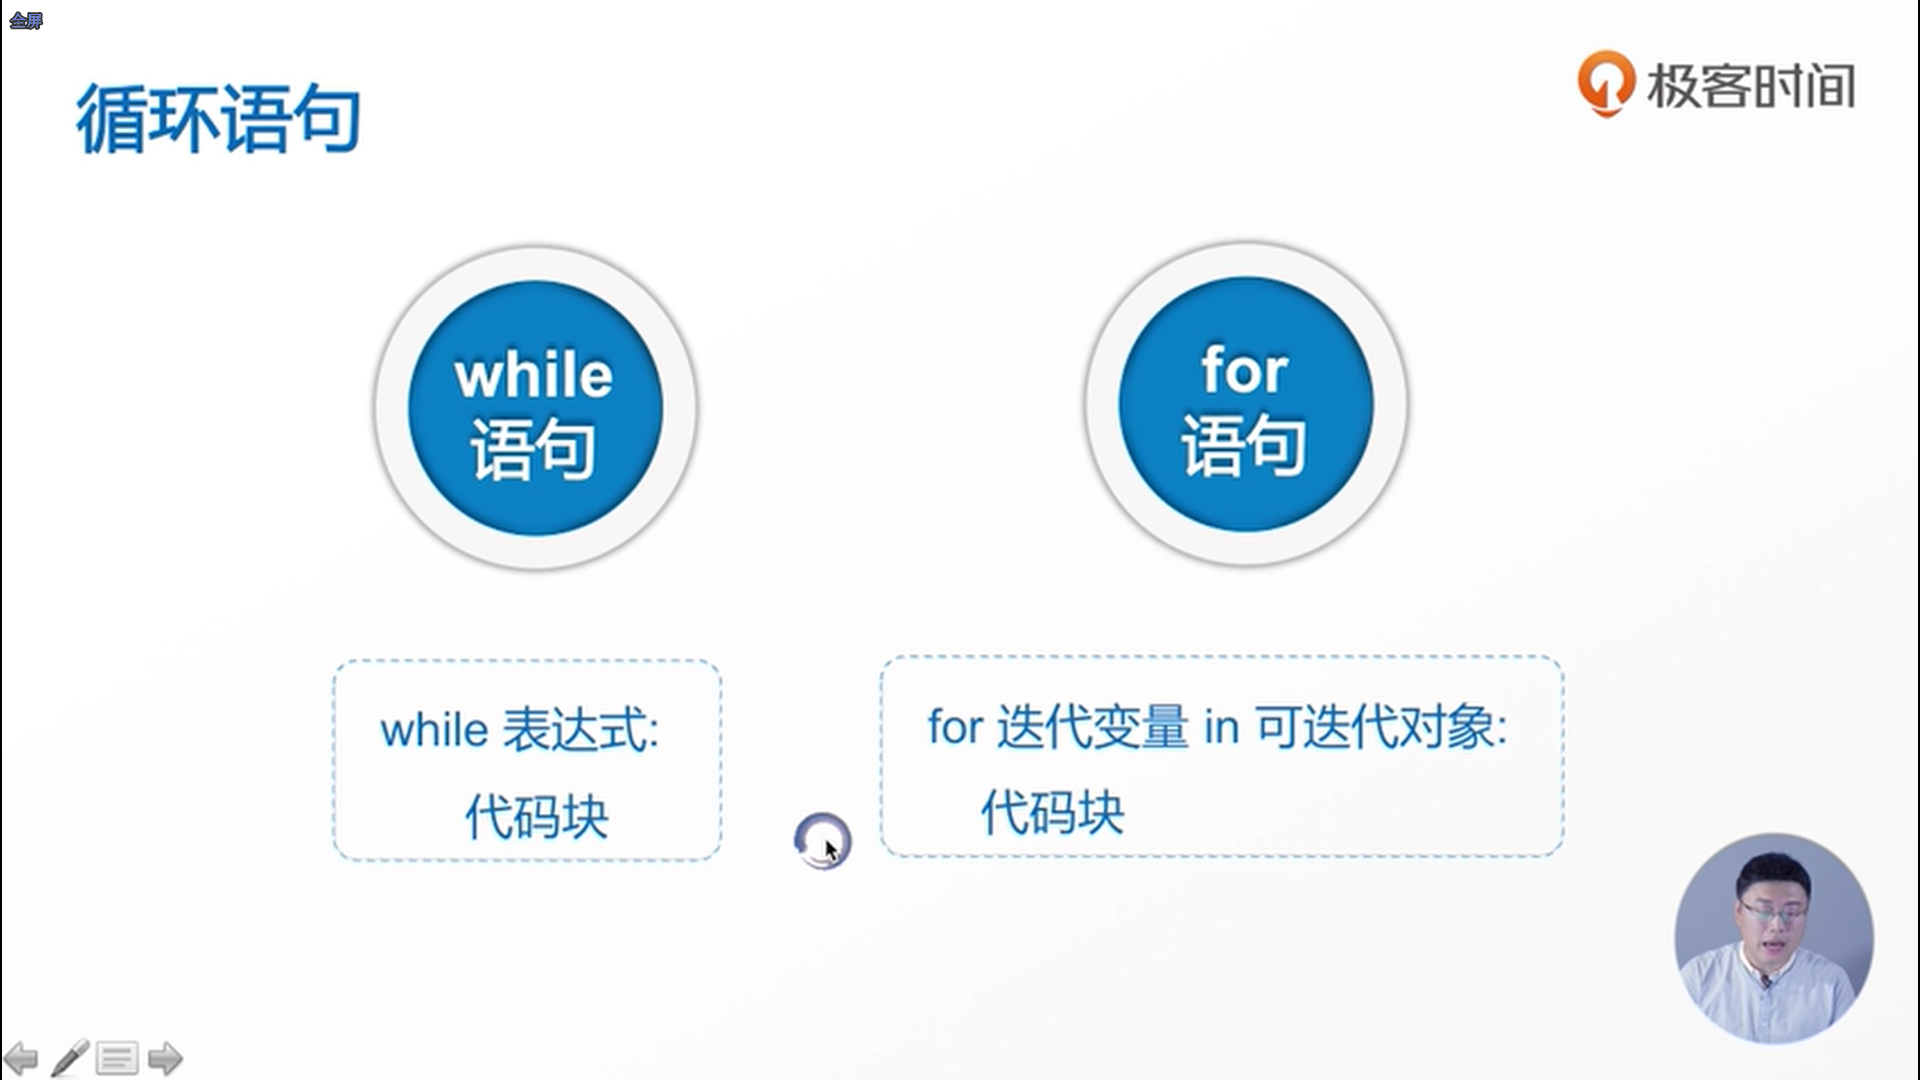 全屏
极客时间
循环语句
while
语句
for
语句
while 表达式:
代码块
for 迭代变量 in 可迭代对象:
代码块